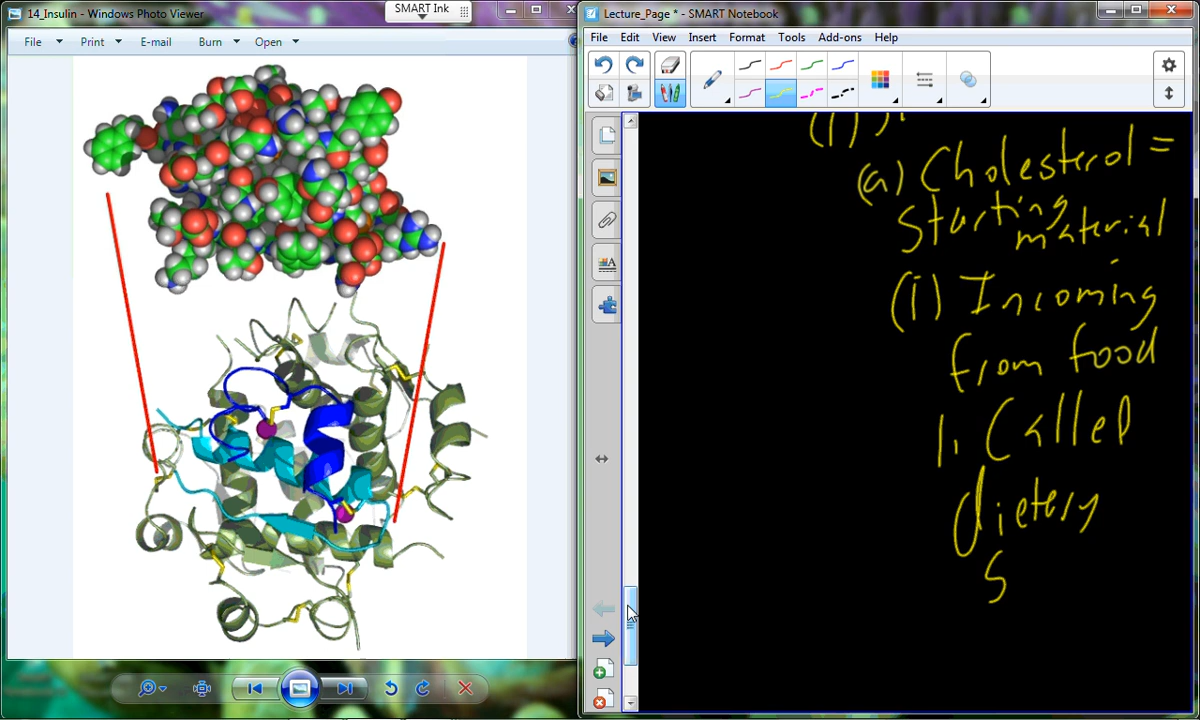 14_Insulin - Windows Photo Viewer
SMART Ink
File Print E-mail Burn Open
Lecture_Page * - SMART Notebook
File Edit View Insert Format Tools Add-ons Help
(a) Cholesterol =
Starting
material
(i) Incoming
from food
1. Called
dietery
S